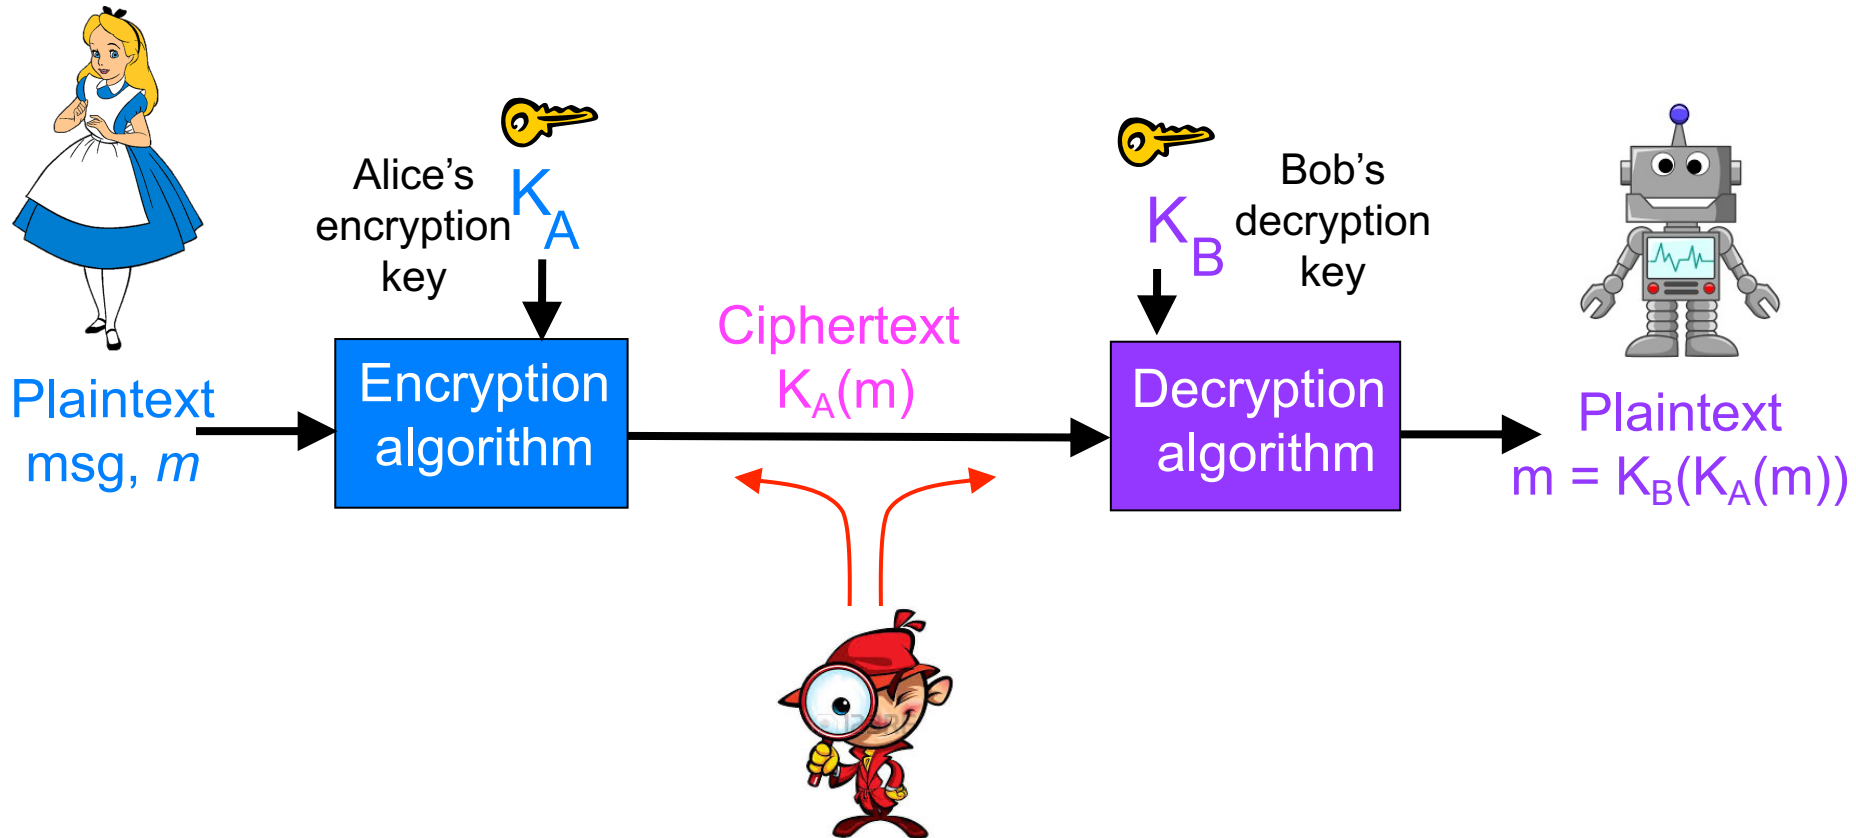 Alice’s
encryption
key
K_A
K_B
Bob’s
decryption
key
Plaintext
msg, m
Encryption
algorithm
Ciphertext
K_A(m)
Decryption
algorithm
Plaintext
m = K_B(K_A(m))